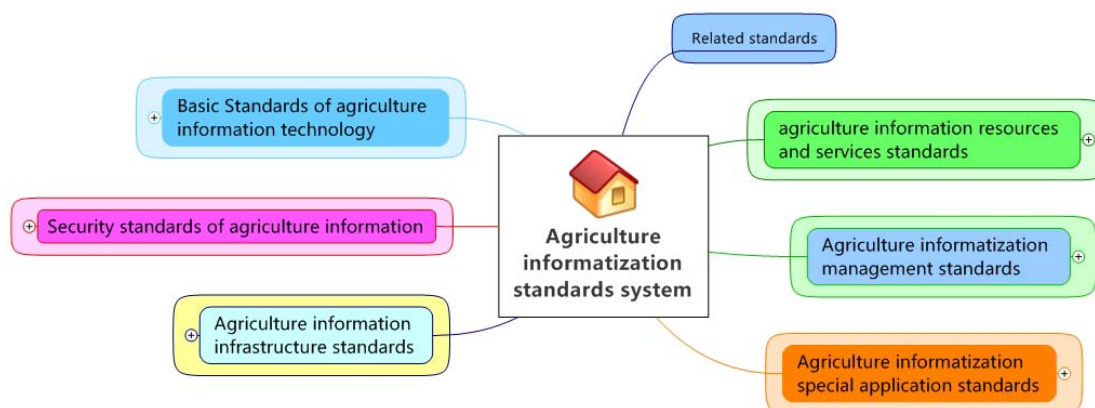 Related standards
Basic Standards of agriculture
information technology
agriculture information resources
and services standards
Security standards of agriculture information
Agriculture
informatization
standards system
Agriculture informatization
management standards
Agriculture information
infrastructure standards
Agriculture informatization
special application standards